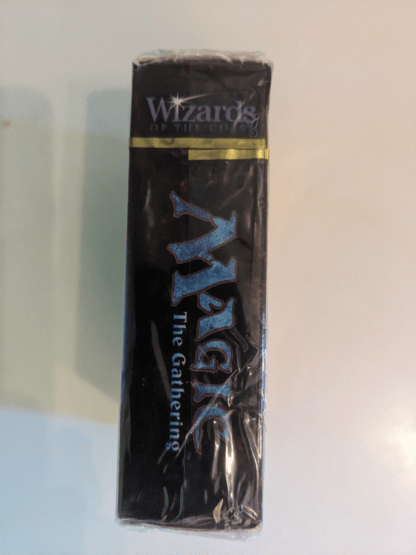 Wizards
OF THE COAST
MAGIC
The Gathering